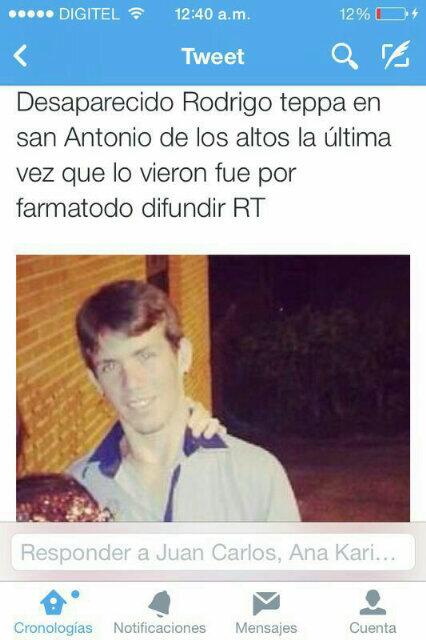 DIGITEL 12:40 a.m. 12%
Tweet
Desaparecido Rodrigo teppa en
san Antonio de los altos la última
vez que lo vieron fue por
farmatodo difundir RT
Responder a Juan Carlos, Ana Kari...
Cronologías Notificaciones Mensajes Cuenta